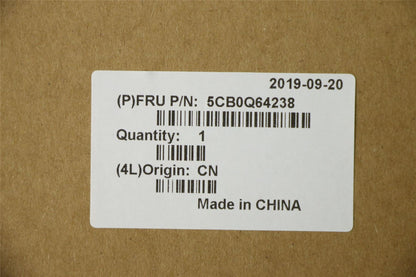 2019-09-20
(P)FRU P/N: 5CB0Q64238
Quantity: 1
(4L)Origin: CN
Made in CHINA